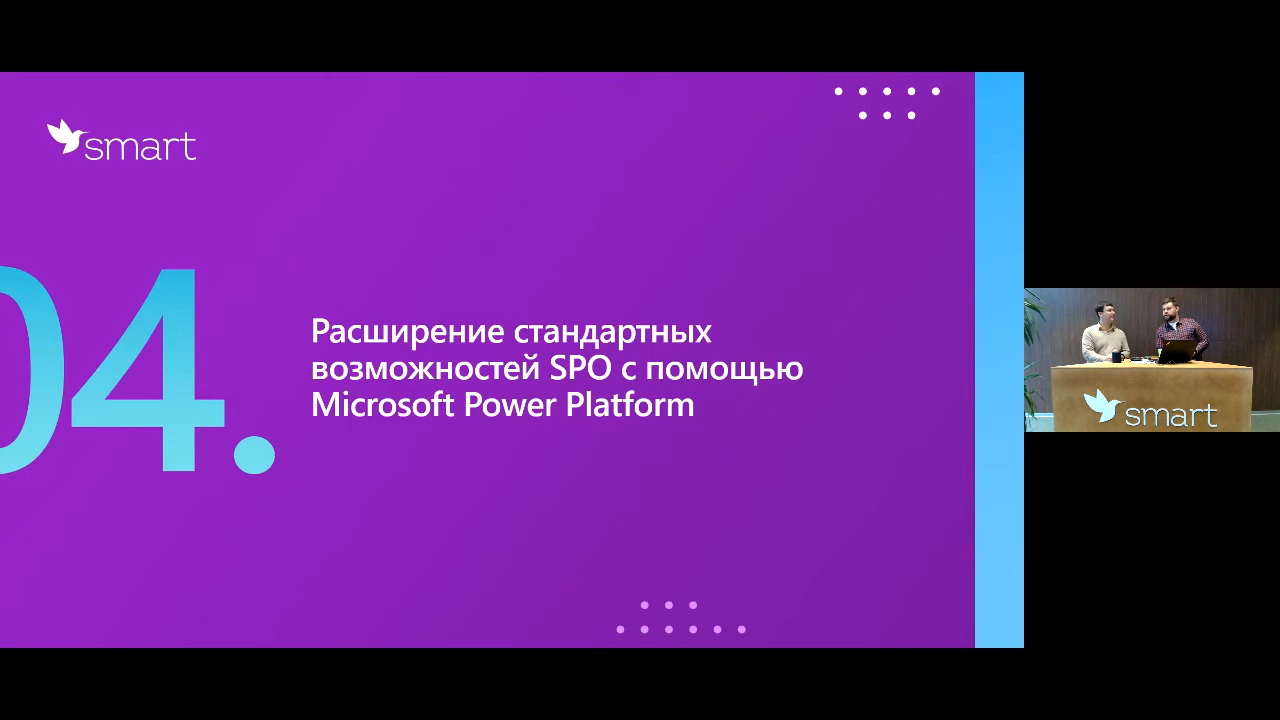 smart
04.
Расширение стандартных
возможностей SPO с помощью
Microsoft Power Platform
smart